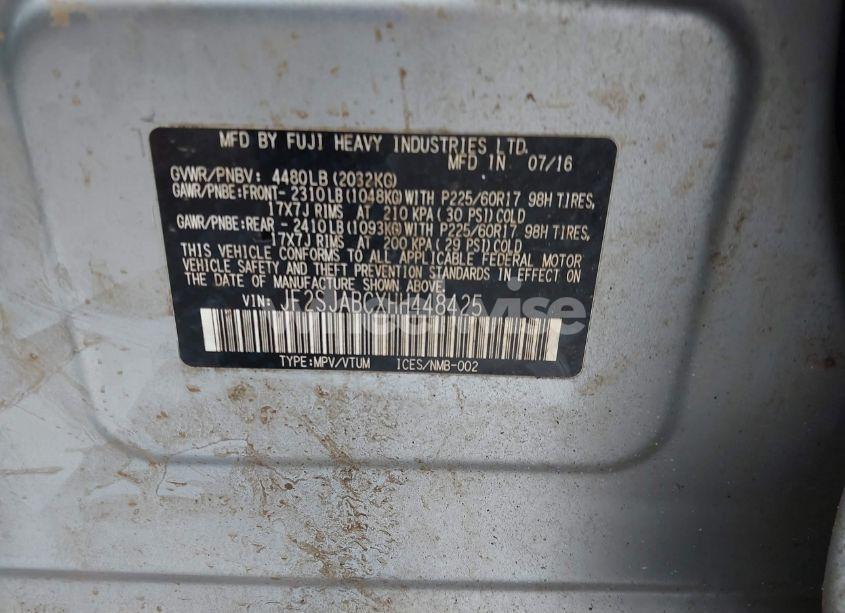 MFD BY FUJI HEAVY INDUSTRIES LTD.
MFD IN 07/16
GVWR/PNBV: 4480LB(2032KG)
GAWR/PNBE:FRONT- 2310LB(1048KG)WITH P225/60R17 98H TIRES,
17X7J RIMS AT 210 KPA(30 PSI)COLD
GAWR/PNBE:REAR - 2410LB(1093KG)WITH P225/60R17 98H TIRES,
17X7J RIMS AT 200 KPA(29 PSI)COLD
THIS VEHICLE CONFORMS TO ALL APPLICABLE FEDERAL MOTOR
VEHICLE SAFETY AND THEFT PREVENTION STANDARDS IN EFFECT ON
THE DATE OF MANUFACTURE SHOWN ABOVE.
VIN: JF2SJABCXHH448425
TYPE:MPV/VTUM ICES/NMB-002